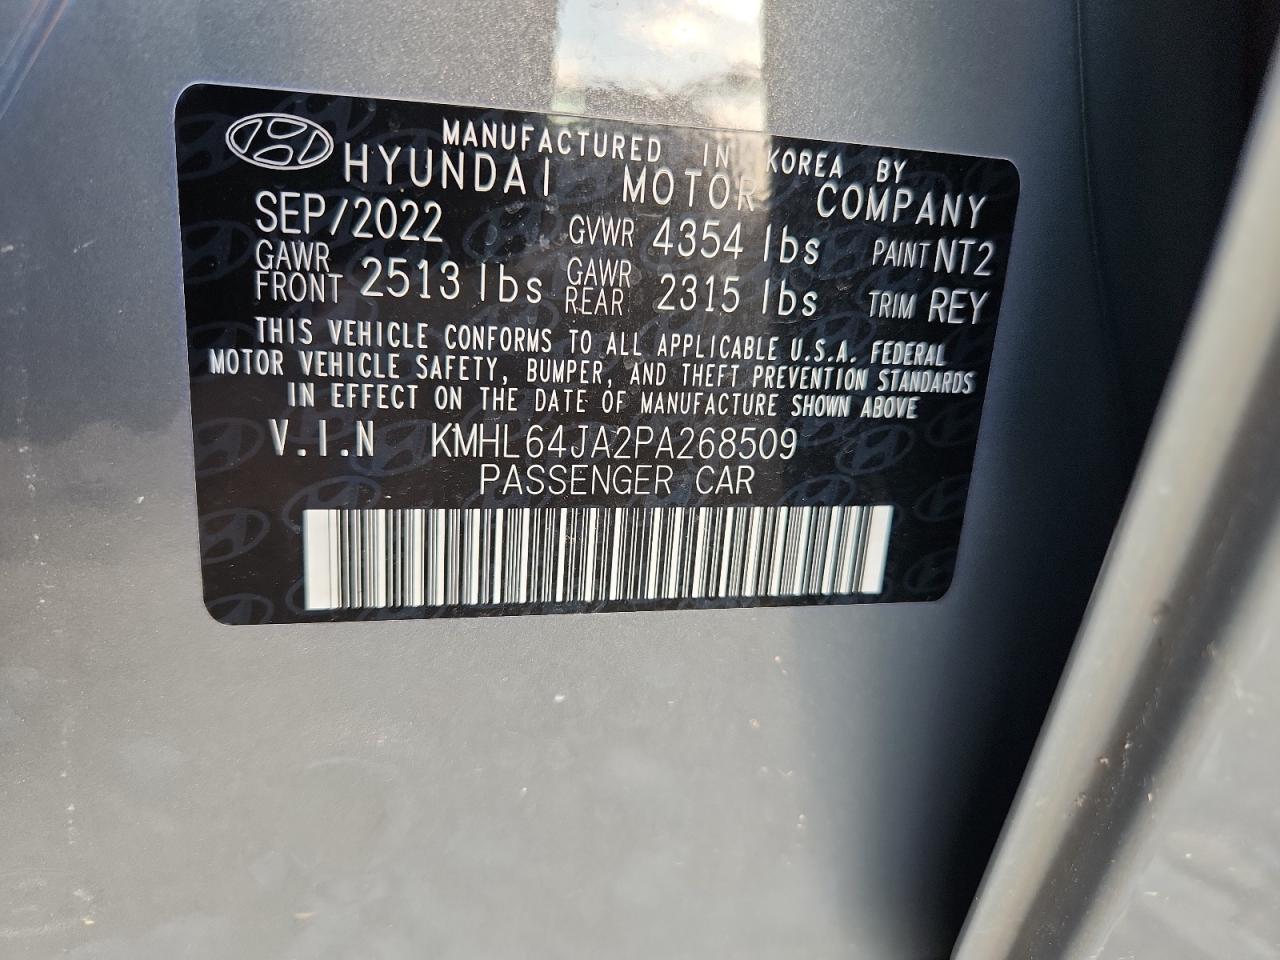 MANUFACTURED IN KOREA BY
HYUNDAI MOTOR COMPANY
SEP/2022 GVWR 4354 lbs PAINT NT2
GAWR FRONT 2513 lbs GAWR REAR 2315 lbs TRIM REY
THIS VEHICLE CONFORMS TO ALL APPLICABLE U.S.A. FEDERAL
MOTOR VEHICLE SAFETY, BUMPER, AND THEFT PREVENTION STANDARDS
IN EFFECT ON THE DATE OF MANUFACTURE SHOWN ABOVE
V.I.N KMHL64JA2PA268509
PASSENGER CAR